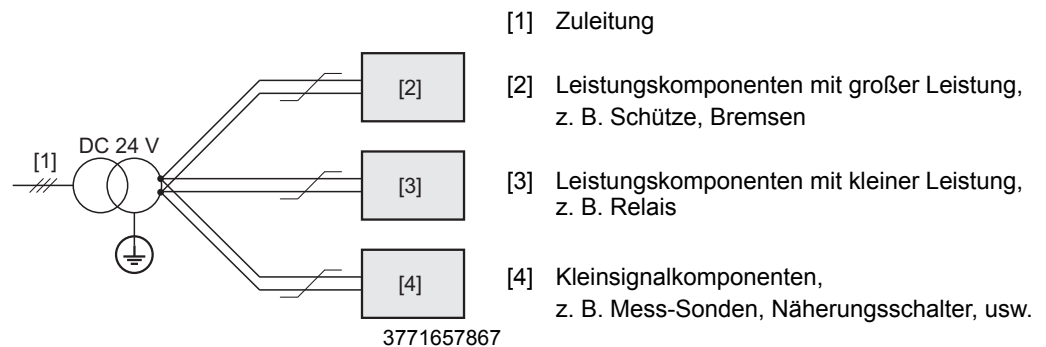 [1]
DC 24 V
[2]
[3]
[4]
3771657867
[1] Zuleitung
[2] Leistungskomponenten mit großer Leistung,
z. B. Schütze, Bremsen
[3] Leistungskomponenten mit kleiner Leistung,
z. B. Relais
[4] Kleinsignalkomponenten,
z. B. Mess-Sonden, Näherungsschalter, usw.